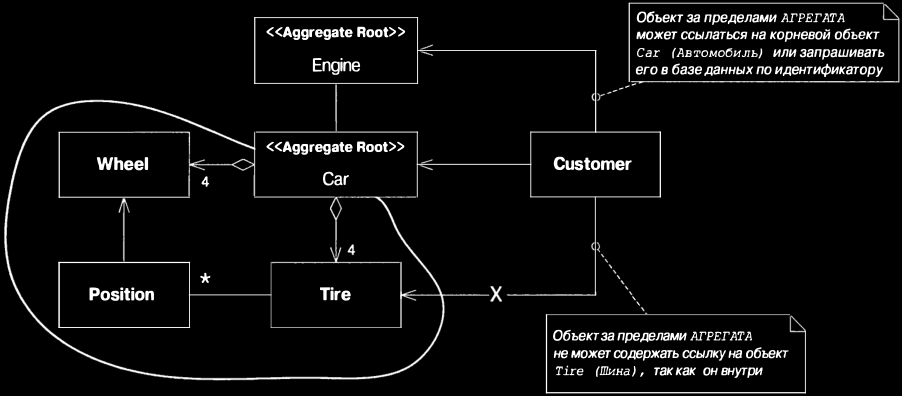 Объект за пределами АГРЕГАТА
может ссылаться на корневой объект
Car (Автомобиль) или запрашивать
его в базе данных по идентификатору
<<Aggregate Root>>
Engine
<<Aggregate Root>>
Car
Wheel
4
Customer
4
Position
*
Tire
X
Объект за пределами АГРЕГАТА
не может содержать ссылку на объект
Tire (Шина), так как он внутри